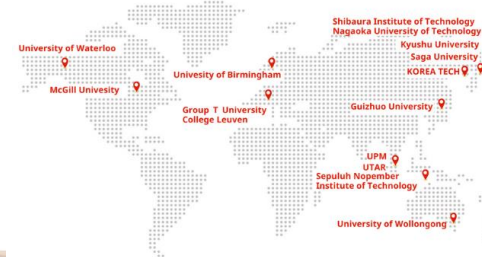 Shibaura Institute of Technology
Nagaoka University of Technology
Kyushu University
Saga University
KOREA TECH
University of Waterloo
Univesity of Birmingham
McGill Univesity
Group T University
College Leuven
Guizhuo University
UPM
UTAR
Sepuluh Nopember
Institute of Technology
University of Wollongong